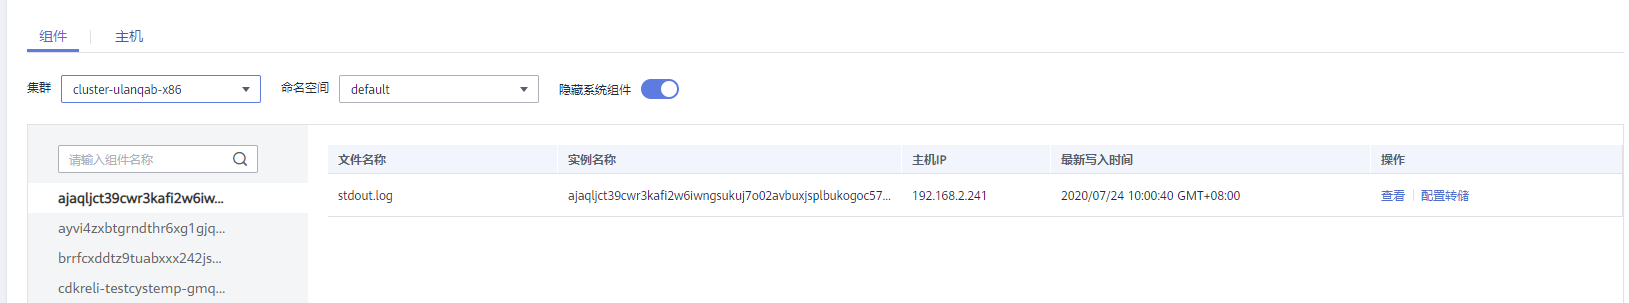 组件 主机
集群 cluster-ulanqab-x86 命名空间 default 隐藏系统组件
请输入组件名称
文件名称 实例名称 主机IP 最新写入时间 操作
ajaqljct39cwr3kafi2w6iw...
stdout.log ajaqljct39cwr3kafi2w6iwngsukuj7o02avbuxjsplbukogoc57... 192.168.2.241 2020/07/24 10:00:40 GMT+08:00 查看 配置转储
ayvi4zxbtgrndthr6xg1gjq...
brrfcxddtz9tuabxxx242js...
cdkreli-testcystemp-gmq...